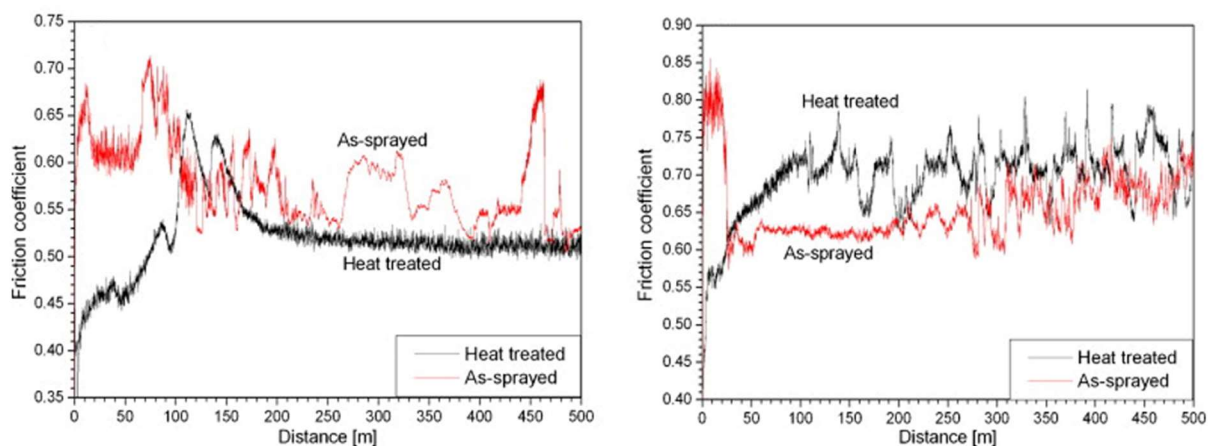 0.75
0.70
0.65
0.60
0.55
0.50
0.45
0.40
0.35
Friction coefficient
As-sprayed
Heat treated
Heat treated
As-sprayed
0 50 100 150 200 250 300 350 400 450 500
Distance [m]
0.90
0.85
0.80
0.75
0.70
0.65
0.60
0.55
0.50
0.45
0.40
Friction coefficient
Heat treated
As-sprayed
Heat treated
As-sprayed
0 50 100 150 200 250 300 350 400 450 500
Distance [m]